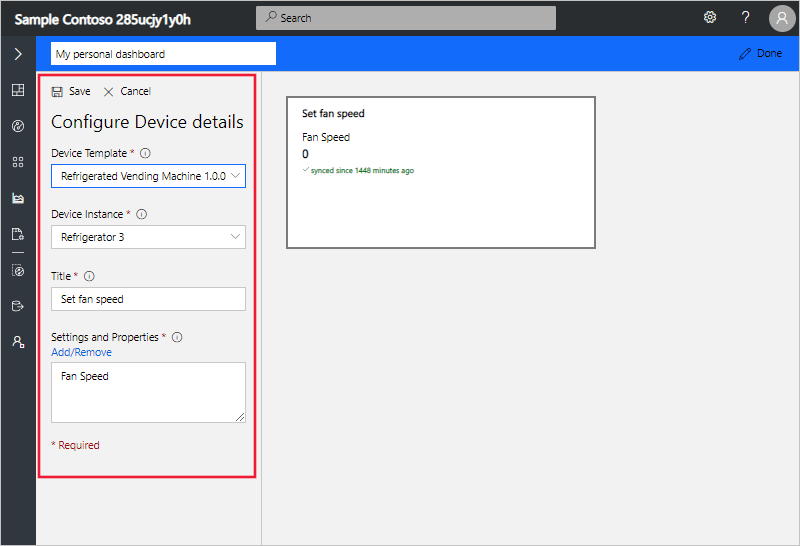 Sample Contoso 285ucjy1y0h
Search
?
My personal dashboard
Done
Save
Cancel
Configure Device details
Device Template *
Refrigerated Vending Machine 1.0.0
Device Instance *
Refrigerator 3
Title *
Set fan speed
Settings and Properties *
Add/Remove
Fan Speed
* Required
Set fan speed
Fan Speed
0
synced since 1448 minutes ago